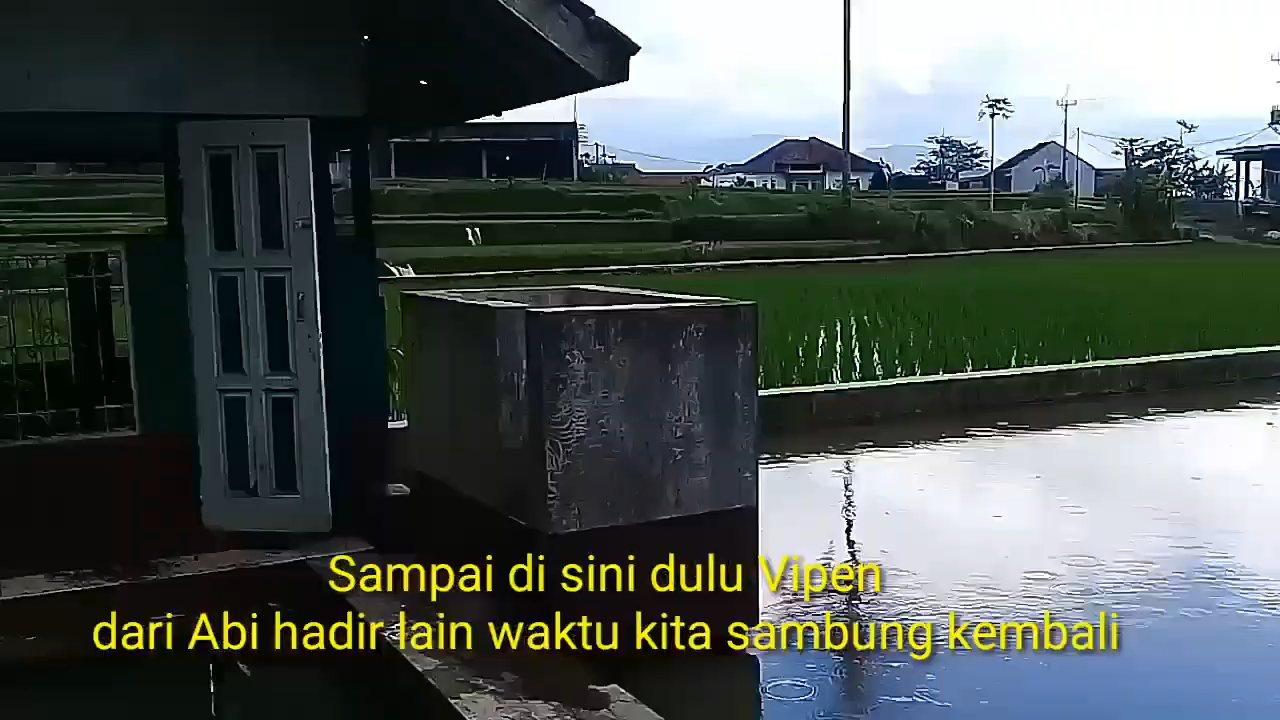 Sampai di sini dulu Vipen
dari Abi hadir lain waktu kita sambung kembali